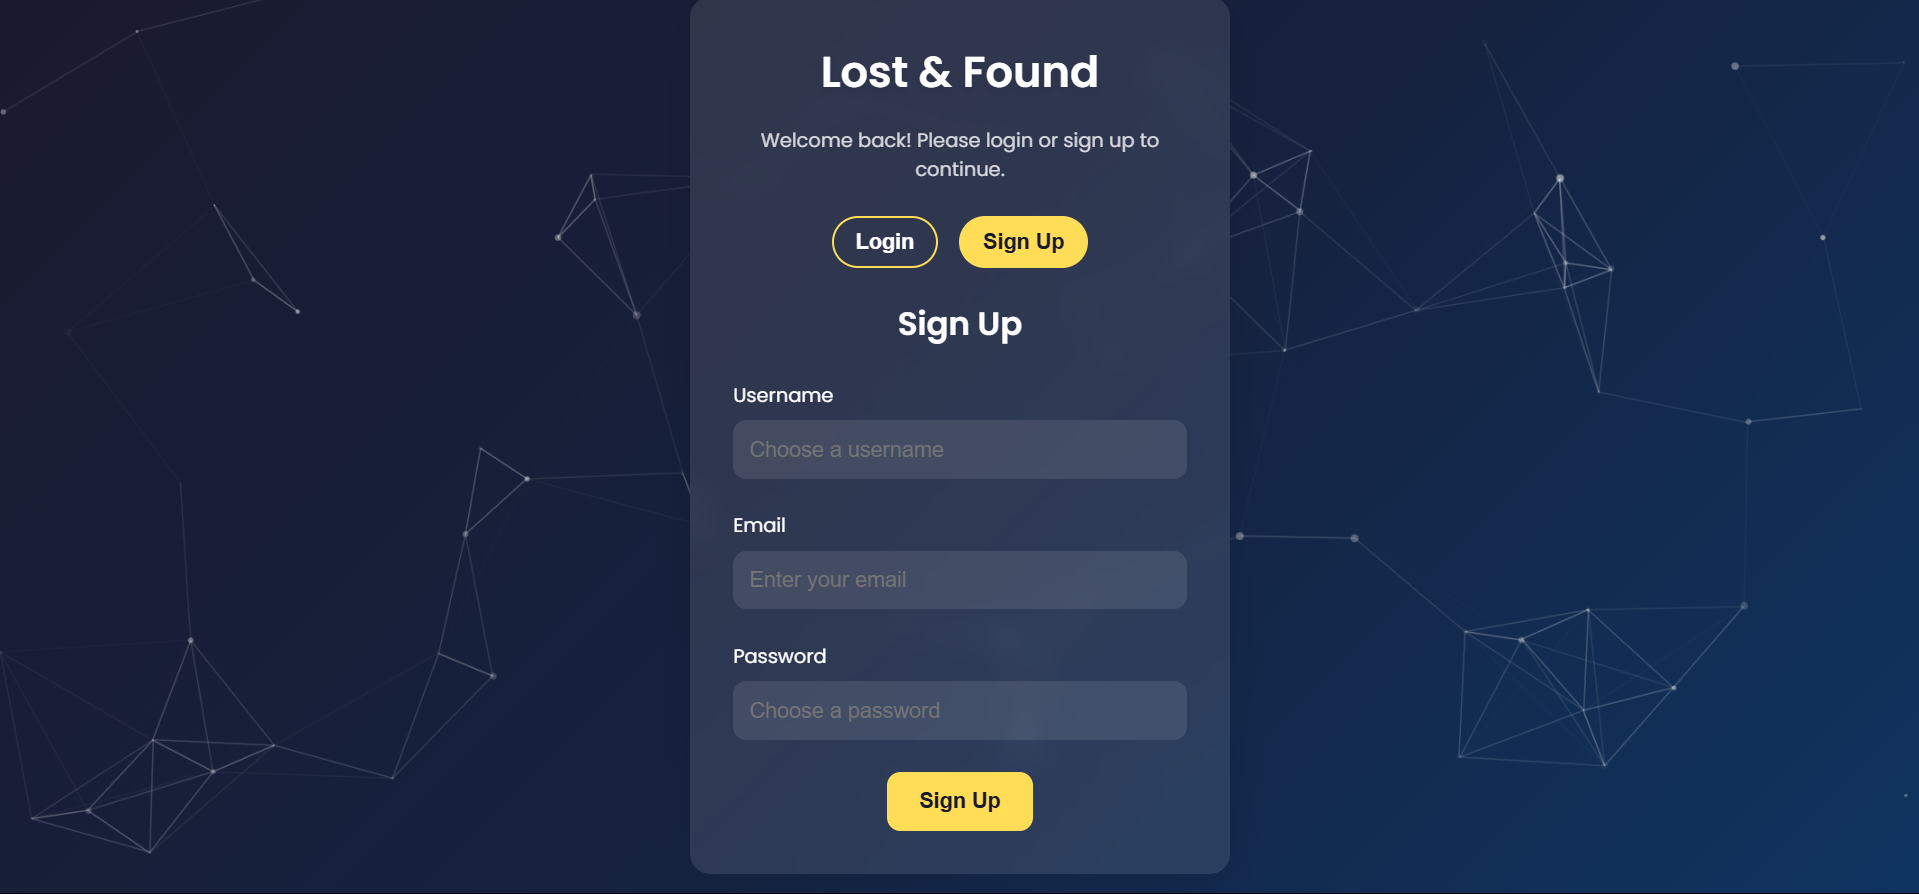 Lost & Found
Welcome back! Please login or sign up to
continue.
Login
Sign Up
Sign Up
Username
Choose a username
Email
Enter your email
Password
Choose a password
Sign Up